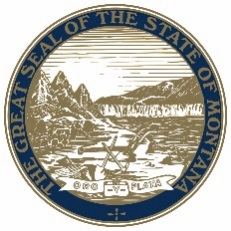 THE GREAT SEAL OF THE STATE OF MONTANA
ORO Y PLATA